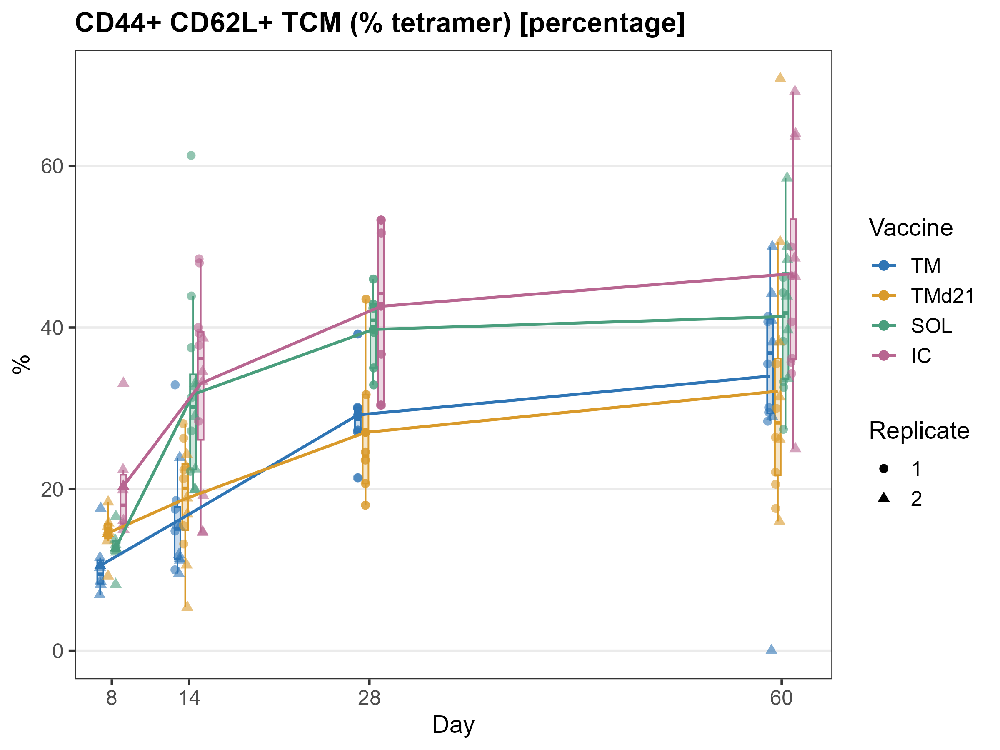 CD44+ CD62L+ TCM (% tetramer) [percentage]
60
40
20
0
%
8
14
28
60
Day
Vaccine
TM
TMd21
SOL
IC
Replicate
1
2